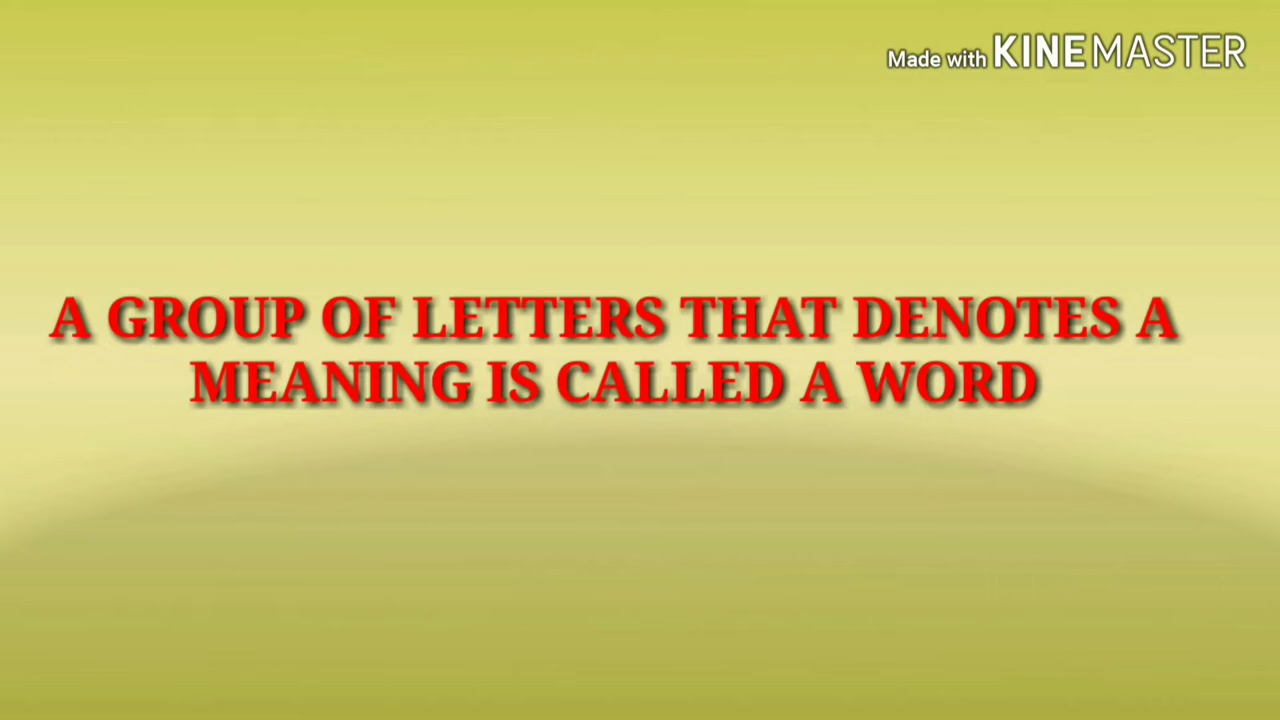 Made with KINEMASTER
A GROUP OF LETTERS THAT DENOTES A
MEANING IS CALLED A WORD